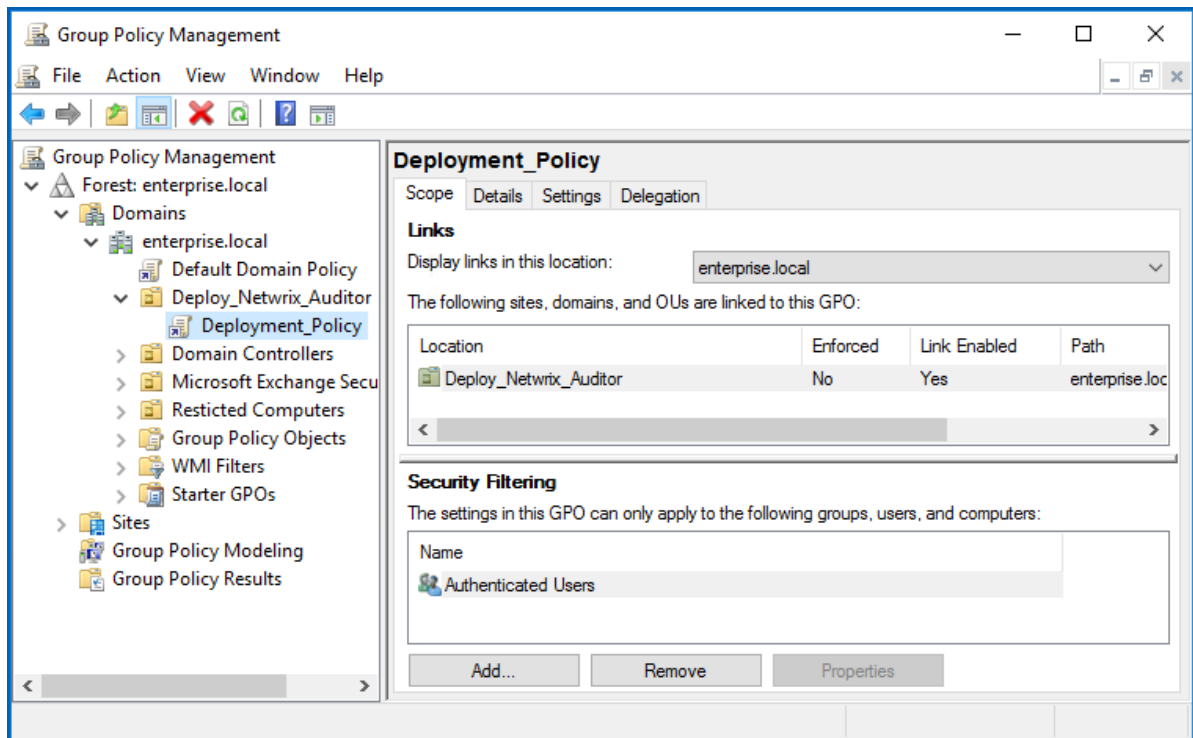 Group Policy Management
File Action View Window Help
Group Policy Management
Forest: enterprise.local
Domains
enterprise.local
Default Domain Policy
Deploy_Netwrix_Auditor
Deployment_Policy
Domain Controllers
Microsoft Exchange Secu
Resticted Computers
Group Policy Objects
WMI Filters
Starter GPOs
Sites
Group Policy Modeling
Group Policy Results
Deployment_Policy
Scope Details Settings Delegation
Links
Display links in this location: enterprise.local
The following sites, domains, and OUs are linked to this GPO:
Location Enforced Link Enabled Path
Deploy_Netwrix_Auditor No Yes enterprise.loc
Security Filtering
The settings in this GPO can only apply to the following groups, users, and computers:
Name
Authenticated Users
Add... Remove Properties